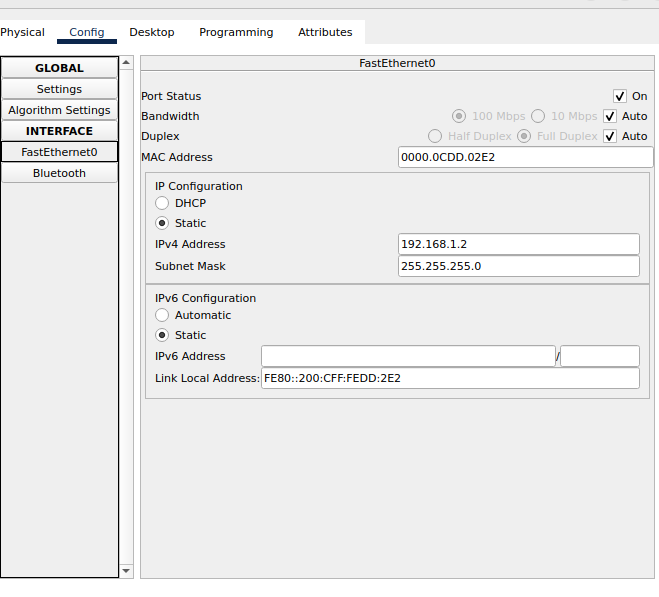 Physical Config Desktop Programming Attributes
GLOBAL
Settings
Algorithm Settings
INTERFACE
FastEthernet0
Bluetooth
FastEthernet0
Port Status On
Bandwidth 100 Mbps 10 Mbps Auto
Duplex Half Duplex Full Duplex Auto
MAC Address 0000.0CDD.02E2
IP Configuration
DHCP
Static
IPv4 Address 192.168.1.2
Subnet Mask 255.255.255.0
IPv6 Configuration
Automatic
Static
IPv6 Address /
Link Local Address: FE80::200:CFF:FEDD:2E2